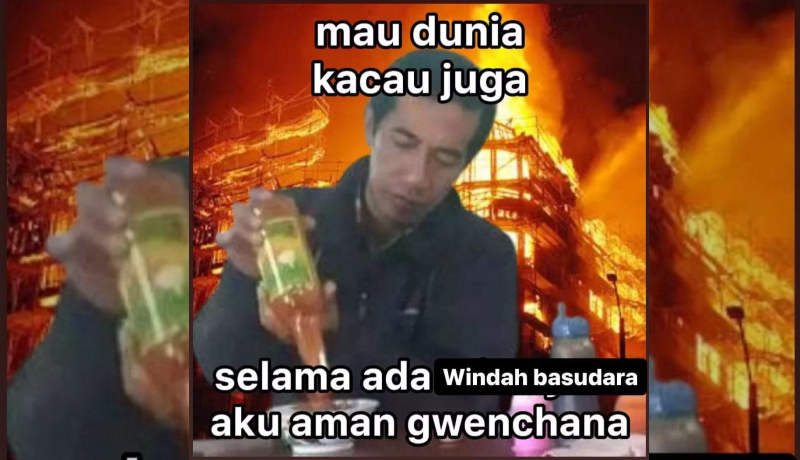 mau dunia
kacau juga
selama ada Windah basudara
aku aman gwenchana